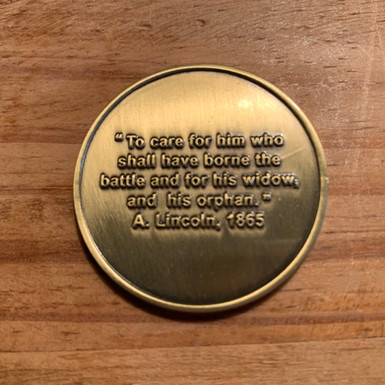 “To care for him who
shall have borne the
battle and for his widow,
and his orphan.”
A. Lincoln, 1865